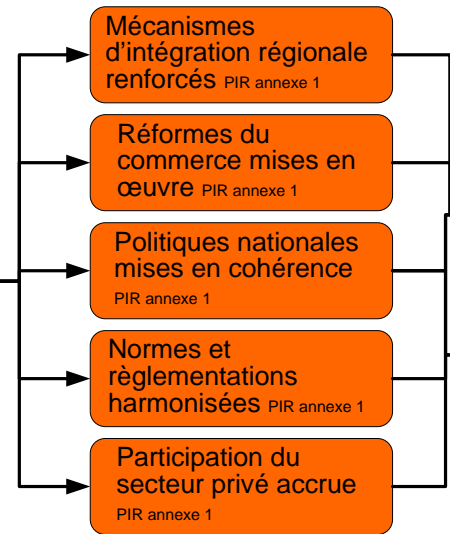 Mécanismes
d’intégration régionale
renforcés PIR annexe 1
Réformes du
commerce mises en
œuvre PIR annexe 1
Politiques nationales
mises en cohérence
PIR annexe 1
Normes et
règlementations
harmonisées PIR annexe 1
Participation du
secteur privé accrue
PIR annexe 1